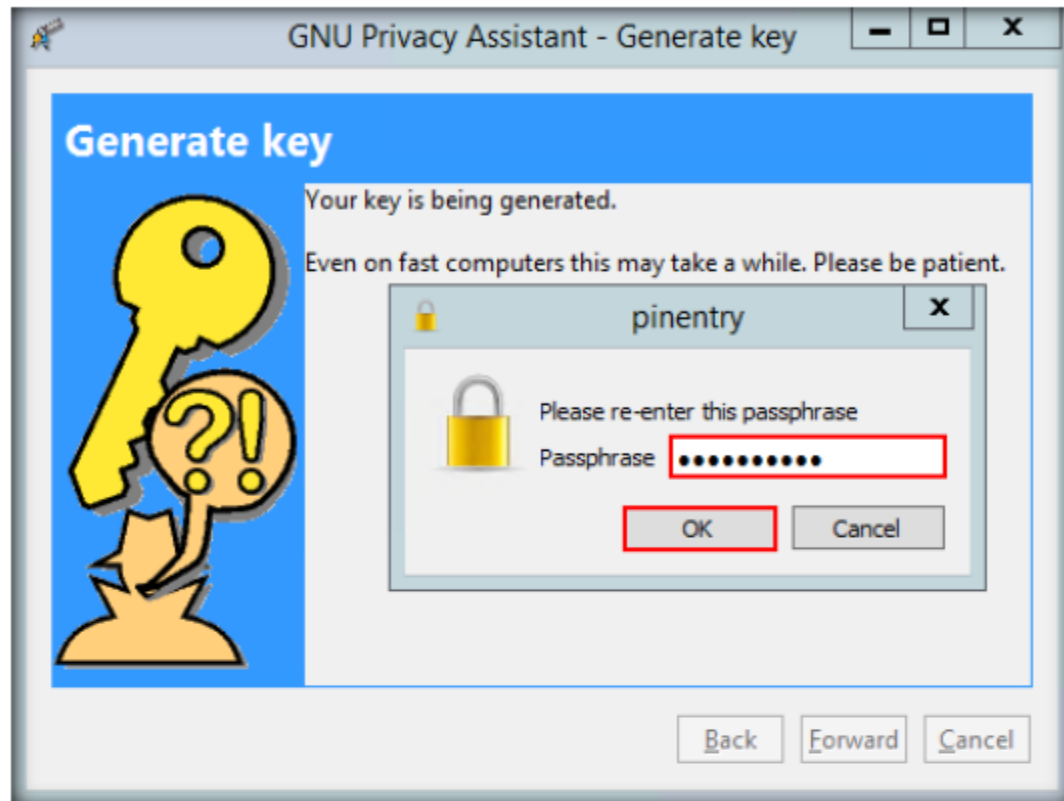 GNU Privacy Assistant - Generate key
Generate key
Your key is being generated.
Even on fast computers this may take a while. Please be patient.
pinentry
Please re-enter this passphrase
Passphrase ●●●●●●●●●●
OK Cancel
Back Forward Cancel